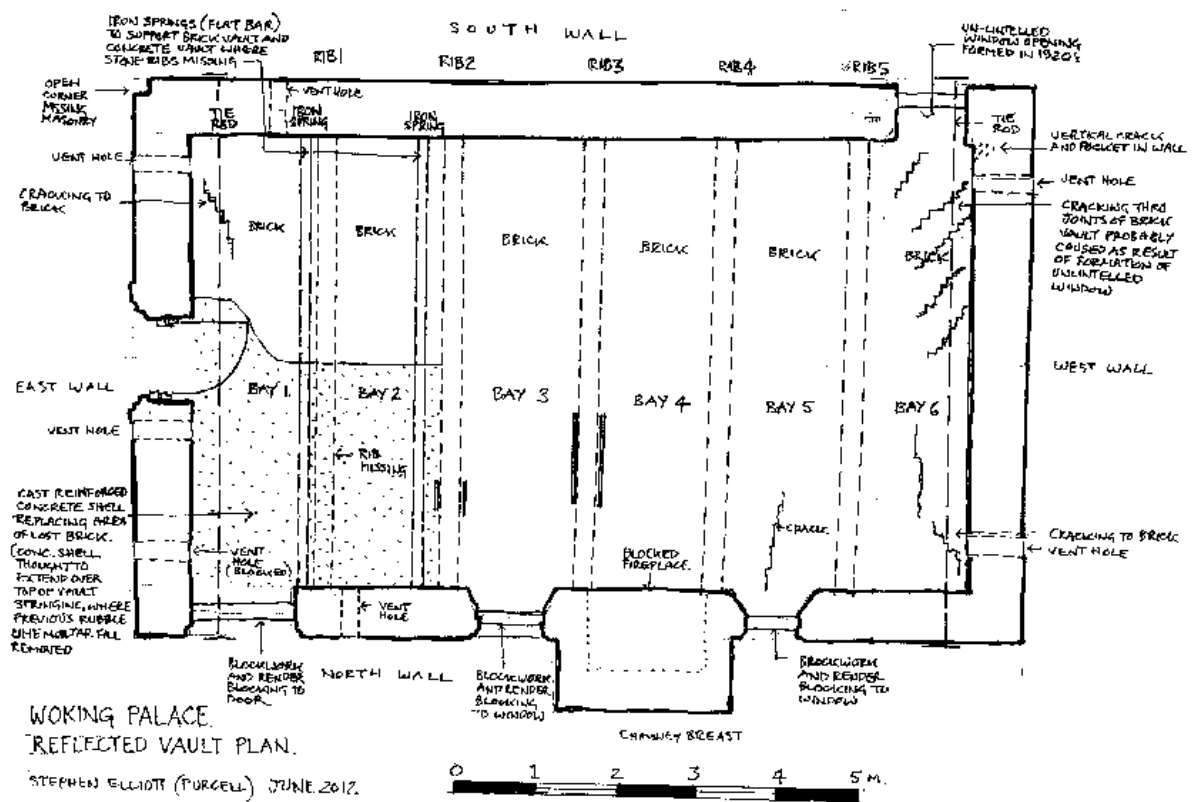 IRON SPRINGS (FLAT BAR)
TO SUPPORT BRICK VAULT AND
CONCRETE VAULT WHERE
STONE RIBS MISSING
SOUTH WALL
RIB1
RIB2
RIB3
RIB4
RIB5
UN-LINTELLED
WINDOW OPENING
FORMED IN 1920S
OPEN
CORNER
MISSING
MASONRY
TIE
ROD
VENT HOLE
IRON
SPRING
IRON
SPRING
TIE
ROD
VERTICAL CRACK
AND POCKET IN WALL
VENT HOLE
VENT HOLE
CRACKING TO
BRICK
CRACKING THRO
JOINTS OF BRICK
VAULT PROBABLY
CAUSED AS RESULT
OF FORMATION OF
UNLINTELLED
WINDOW
BRICK
BRICK
BRICK
BRICK
BRICK
BRICK
EAST WALL
WEST WALL
BAY 1
BAY 2
BAY 3
BAY 4
BAY 5
BAY 6
VENT HOLE
RIB
MISSING
CAST REINFORCED
CONCRETE SHELL
REPLACING AREA
OF LOST BRICK.
(CONC. SHELL
THOUGHT TO
EXTEND OVER
TOP OF VAULT
SPRINGING, WHERE
PREVIOUS RUBBLE
LIME MORTAR FILL
REMOVED
VENT
HOLE
(BLOCKED)
CRACK
BLOCKED
FIREPLACE.
CRACKING TO BRICK
VENT HOLE
VENT
HOLE
BLOCKWORK
AND RENDER
BLOCKING TO
DOOR
NORTH WALL
BLOCKWORK
AND RENDER
BLOCKING
TO WINDOW
BLOCKWORK
AND RENDER
BLOCKING TO
WINDOW
CHIMNEY BREAST
WOKING PALACE.
REFLECTED VAULT PLAN.
STEPHEN ELLIOTT (PURCELL) JUNE.2012.
0 1 2 3 4 5 M.